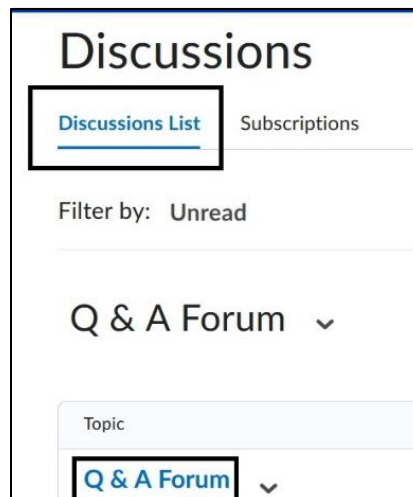 Discussions
Discussions List Subscriptions
Filter by: Unread
Q & A Forum
Topic
Q & A Forum